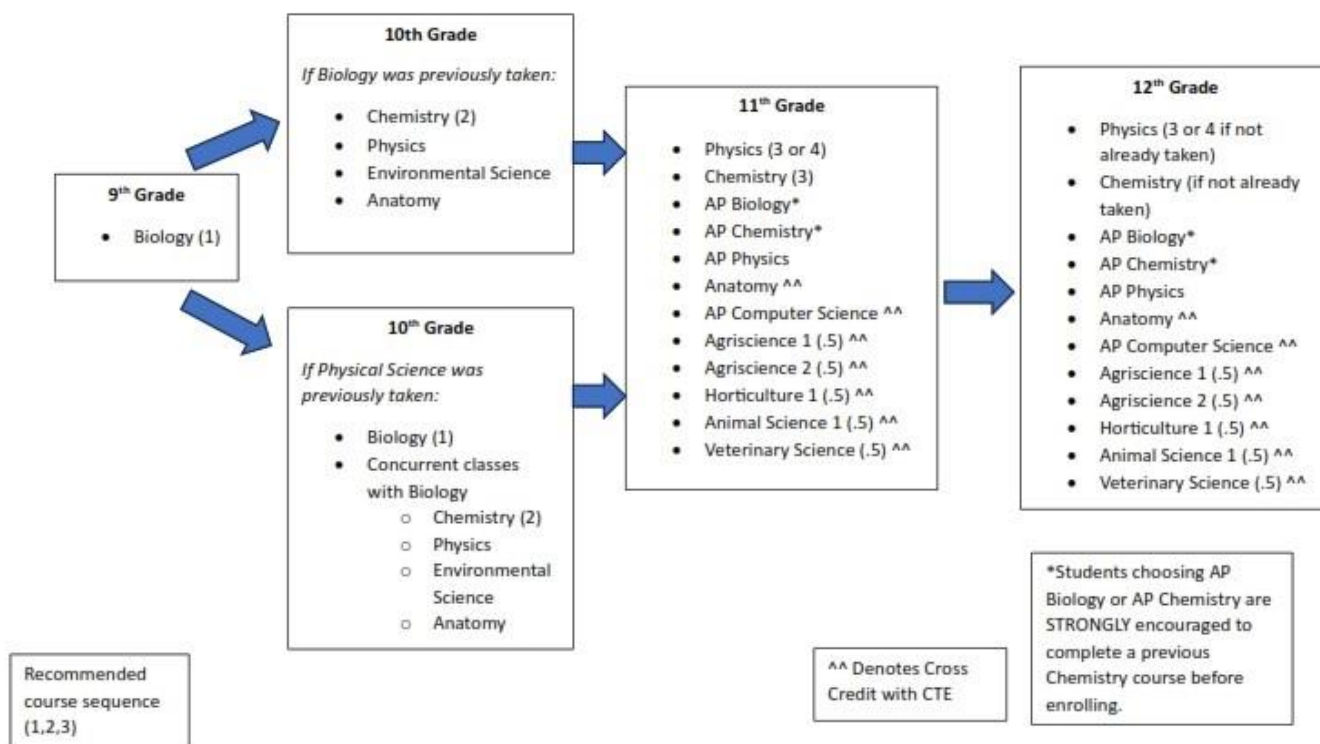 9th Grade
• Biology (1)
10th Grade
If Biology was previously taken:
• Chemistry (2)
• Physics
• Environmental Science
• Anatomy
10th Grade
If Physical Science was
previously taken:
• Biology (1)
• Concurrent classes
with Biology
o Chemistry (2)
o Physics
o Environmental
Science
o Anatomy
11th Grade
• Physics (3 or 4)
• Chemistry (3)
• AP Biology*
• AP Chemistry*
• AP Physics
• Anatomy ^^
• AP Computer Science ^^
• Agriscience 1 (.5) ^^
• Agriscience 2 (.5) ^^
• Horticulture 1 (.5) ^^
• Animal Science 1 (.5) ^^
• Veterinary Science (.5) ^^
12th Grade
• Physics (3 or 4 if not
already taken)
• Chemistry (if not already
taken)
• AP Biology*
• AP Chemistry*
• AP Physics
• Anatomy ^^
• AP Computer Science ^^
• Agriscience 1 (.5) ^^
• Agriscience 2 (.5) ^^
• Horticulture 1 (.5) ^^
• Animal Science 1 (.5) ^^
• Veterinary Science (.5) ^^
Recommended
course sequence
(1,2,3)
^^ Denotes Cross
Credit with CTE
*Students choosing AP
Biology or AP Chemistry are
STRONGLY encouraged to
complete a previous
Chemistry course before
enrolling.